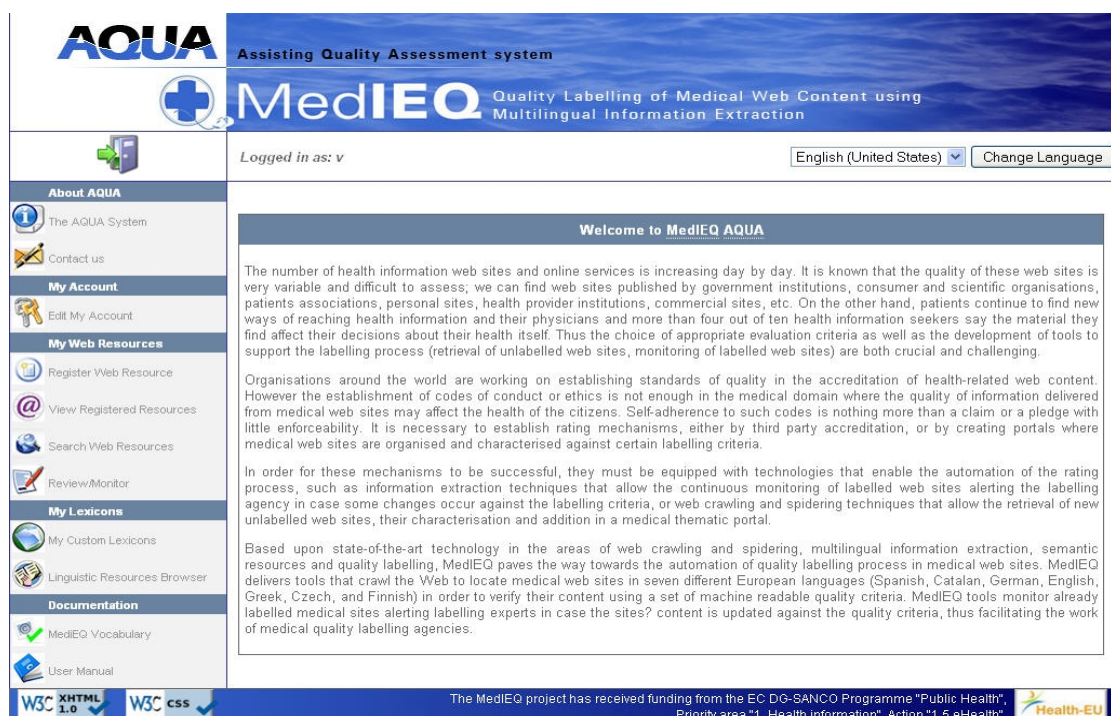 AQUA
Assisting Quality Assessment system
MedIEQ
Quality Labelling of Medical Web Content using
Multilingual Information Extraction
Logged in as: v
English (United States)
Change Language
About AQUA
The AQUA System
Contact us
My Account
Edit My Account
My Web Resources
Register Web Resource
View Registered Resources
Search Web Resources
Review/Monitor
My Lexicons
My Custom Lexicons
Linguistic Resources Browser
Documentation
MedIEQ Vocabulary
User Manual
Welcome to MedIEQ AQUA
The number of health information web sites and online services is increasing day by day. It is known that the quality of these web sites is
very variable and difficult to assess; we can find web sites published by government institutions, consumer and scientific organisations,
patients associations, personal sites, health provider institutions, commercial sites, etc. On the other hand, patients continue to find new
ways of reaching health information and their physicians and more than four out of ten health information seekers say the material they
find affect their decisions about their health itself. Thus the choice of appropriate evaluation criteria as well as the development of tools to
support the labelling process (retrieval of unlabelled web sites, monitoring of labelled web sites) are both crucial and challenging.
Organisations around the world are working on establishing standards of quality in the accreditation of health-related web content.
However the establishment of codes of conduct or ethics is not enough in the medical domain where the quality of information delivered
from medical web sites may affect the health of the citizens. Self-adherence to such codes is nothing more than a claim or a pledge with
little enforceability. It is necessary to establish rating mechanisms, either by third party accreditation, or by creating portals where
medical web sites are organised and characterised against certain labelling criteria.
In order for these mechanisms to be successful, they must be equipped with technologies that enable the automation of the rating
process, such as information extraction techniques that allow the continuous monitoring of labelled web sites alerting the labelling
agency in case some changes occur against the labelling criteria, or web crawling and spidering techniques that allow the retrieval of new
unlabelled web sites, their characterisation and addition in a medical thematic portal.
Based upon state-of-the-art technology in the areas of web crawling and spidering, multilingual information extraction, semantic
resources and quality labelling, MedIEQ paves the way towards the automation of quality labelling process in medical web sites. MedIEQ
delivers tools that crawl the Web to locate medical web sites in seven different European languages (Spanish, Catalan, German, English,
Greek, Czech, and Finnish) in order to verify their content using a set of machine readable quality criteria. MedIEQ tools monitor already
labelled medical sites alerting labelling experts in case the sites? content is updated against the quality criteria, thus facilitating the work
of medical quality labelling agencies.
W3C XHTML 1.0
W3C css
The MedIEQ project has received funding from the EC DG-SANCO Programme "Public Health",
Priority area "1. Health information", Action "1.5 eHealth"
Health-EU